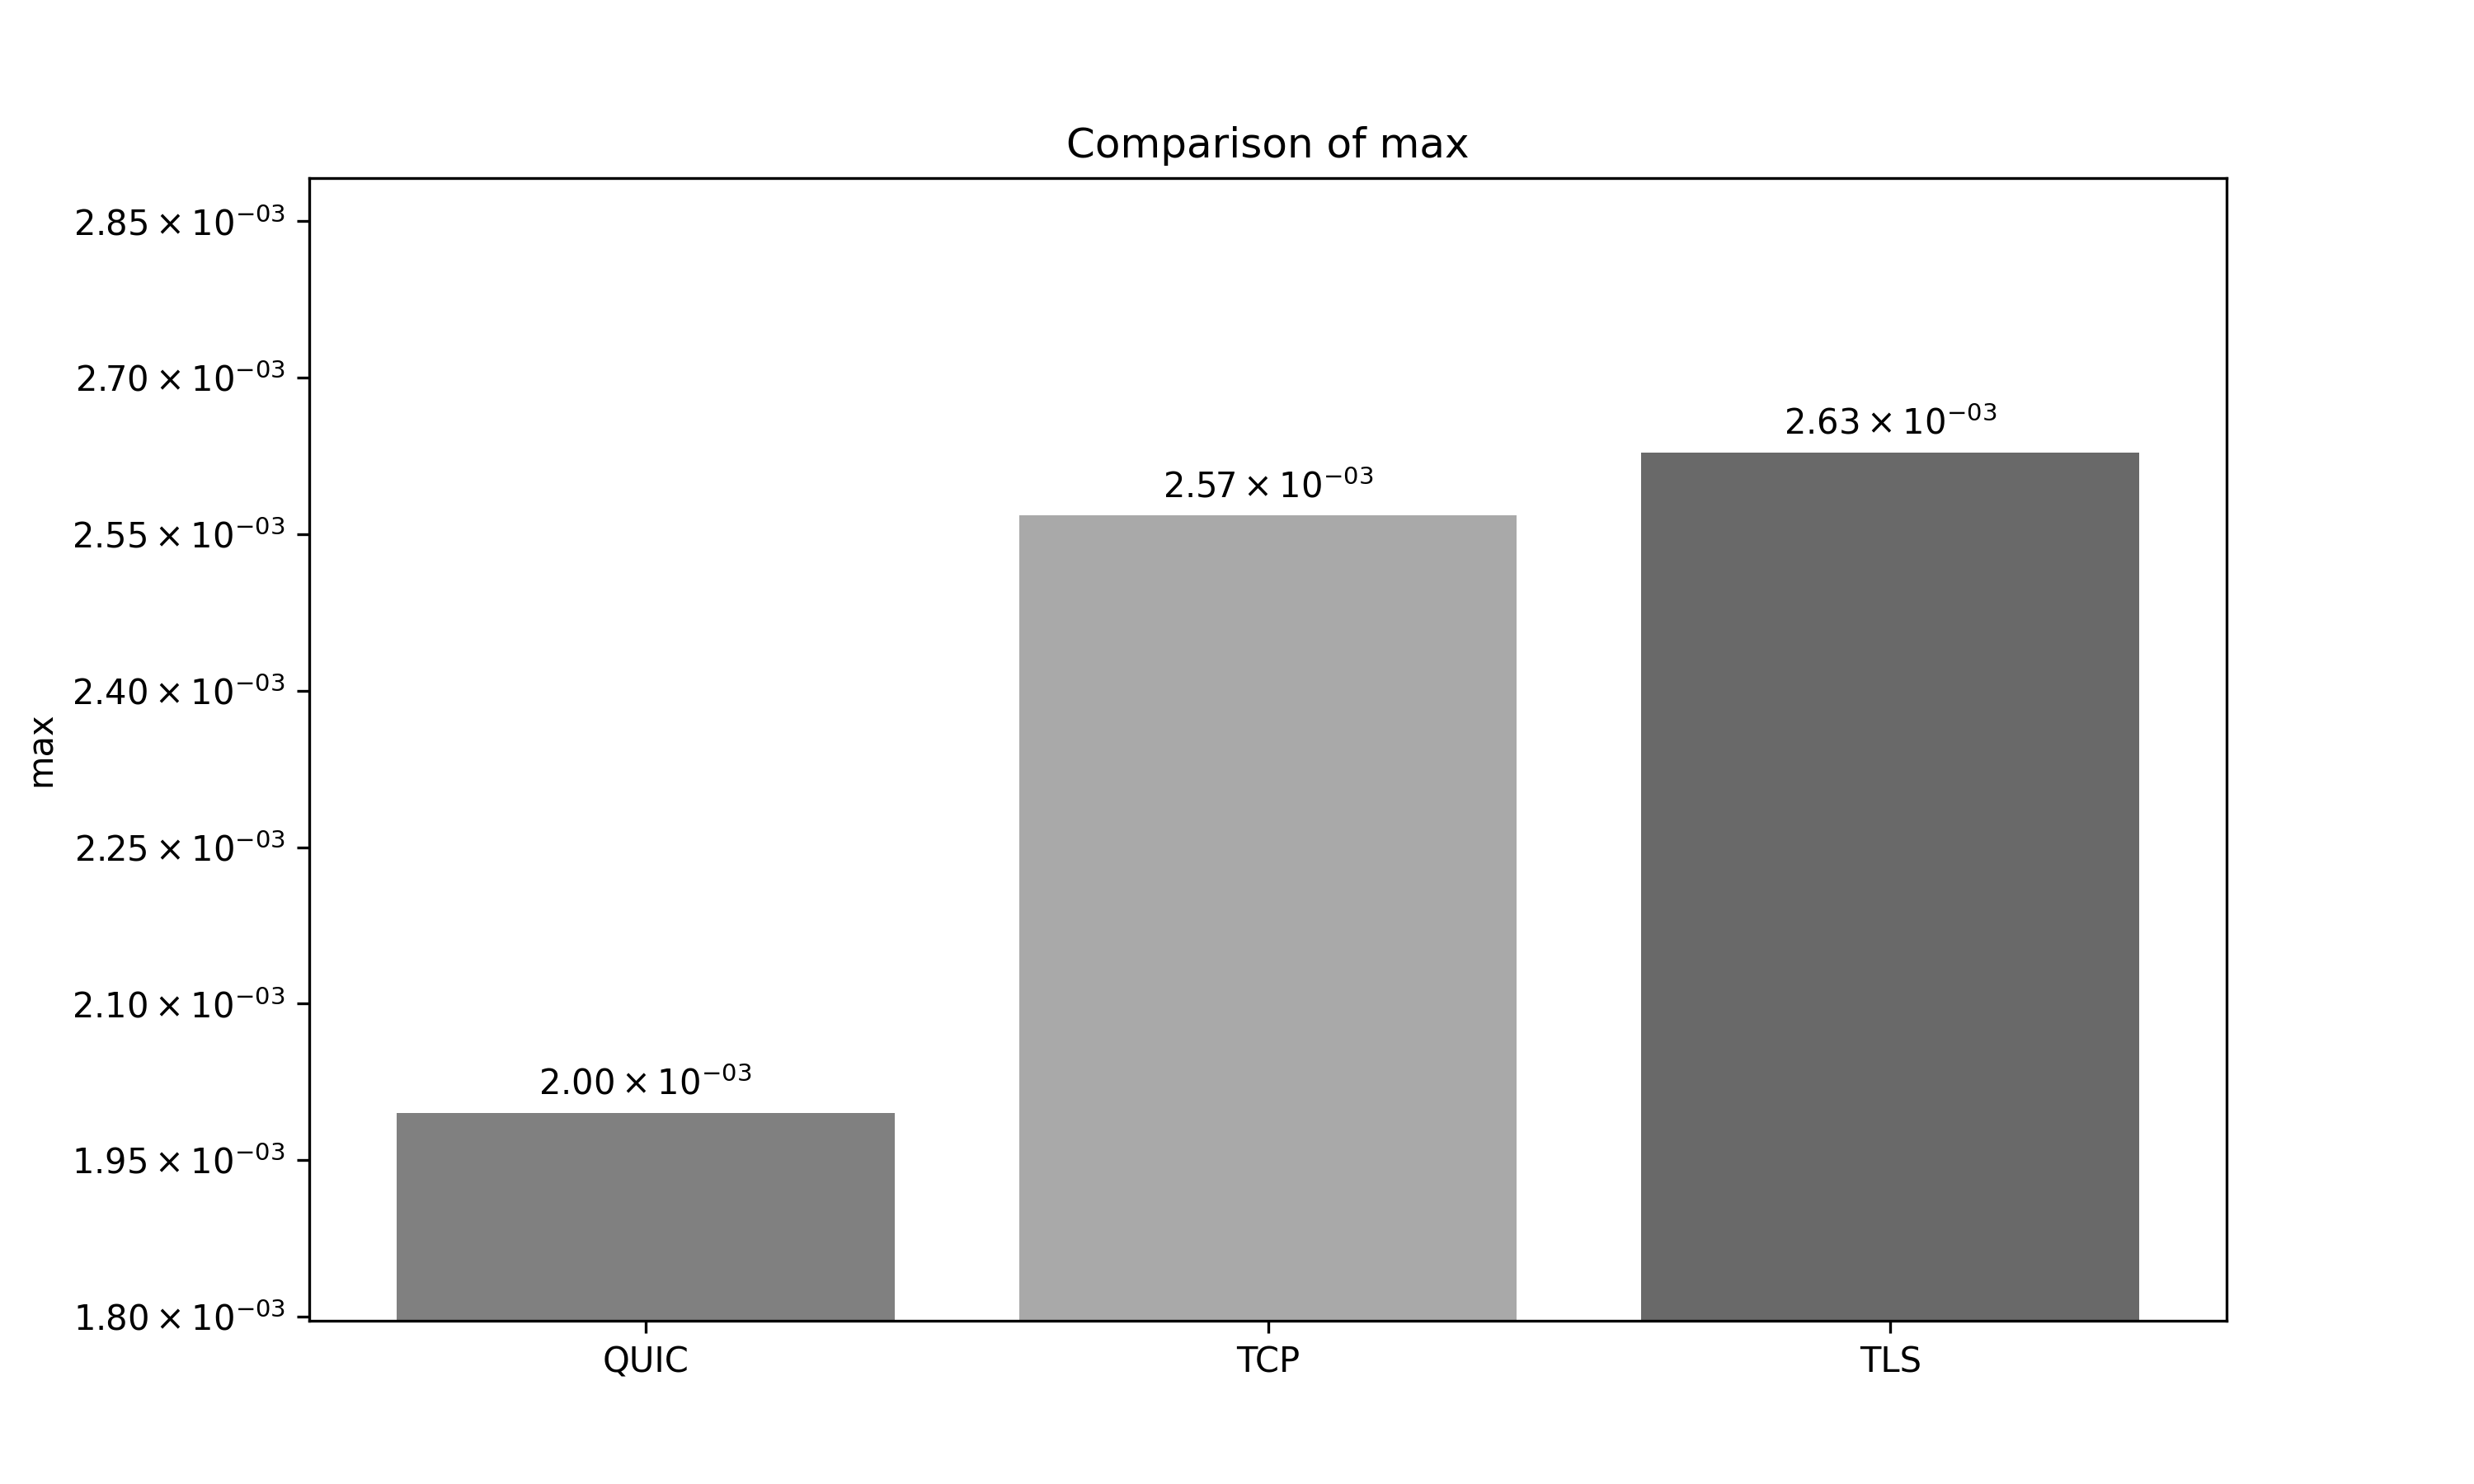 Comparison of max
max
2.85 × 10⁻⁰³
2.70 × 10⁻⁰³
2.55 × 10⁻⁰³
2.40 × 10⁻⁰³
2.25 × 10⁻⁰³
2.10 × 10⁻⁰³
1.95 × 10⁻⁰³
1.80 × 10⁻⁰³
2.00 × 10⁻⁰³
2.57 × 10⁻⁰³
2.63 × 10⁻⁰³
QUIC
TCP
TLS